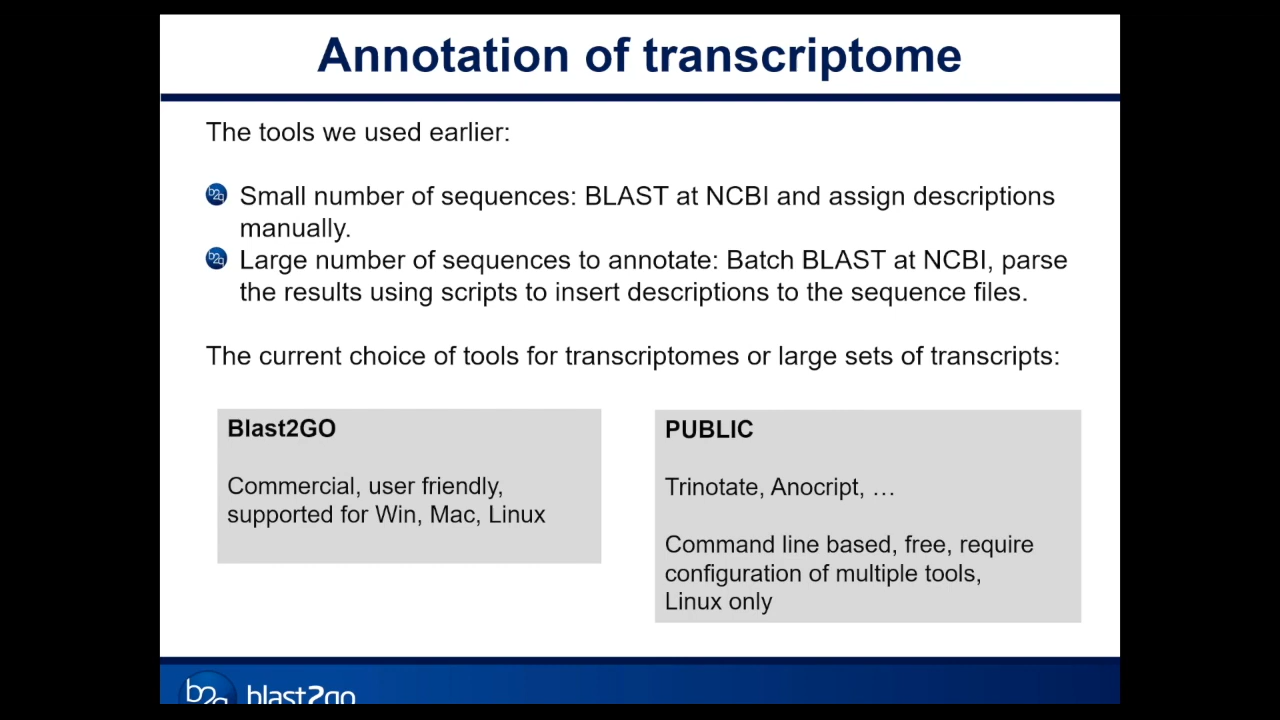 Annotation of transcriptome
The tools we used earlier:
Small number of sequences: BLAST at NCBI and assign descriptions
manually.
Large number of sequences to annotate: Batch BLAST at NCBI, parse
the results using scripts to insert descriptions to the sequence files.
The current choice of tools for transcriptomes or large sets of transcripts:
Blast2GO
Commercial, user friendly,
supported for Win, Mac, Linux
PUBLIC
Trinotate, Anocript, …
Command line based, free, require
configuration of multiple tools,
Linux only
b2g blast2go